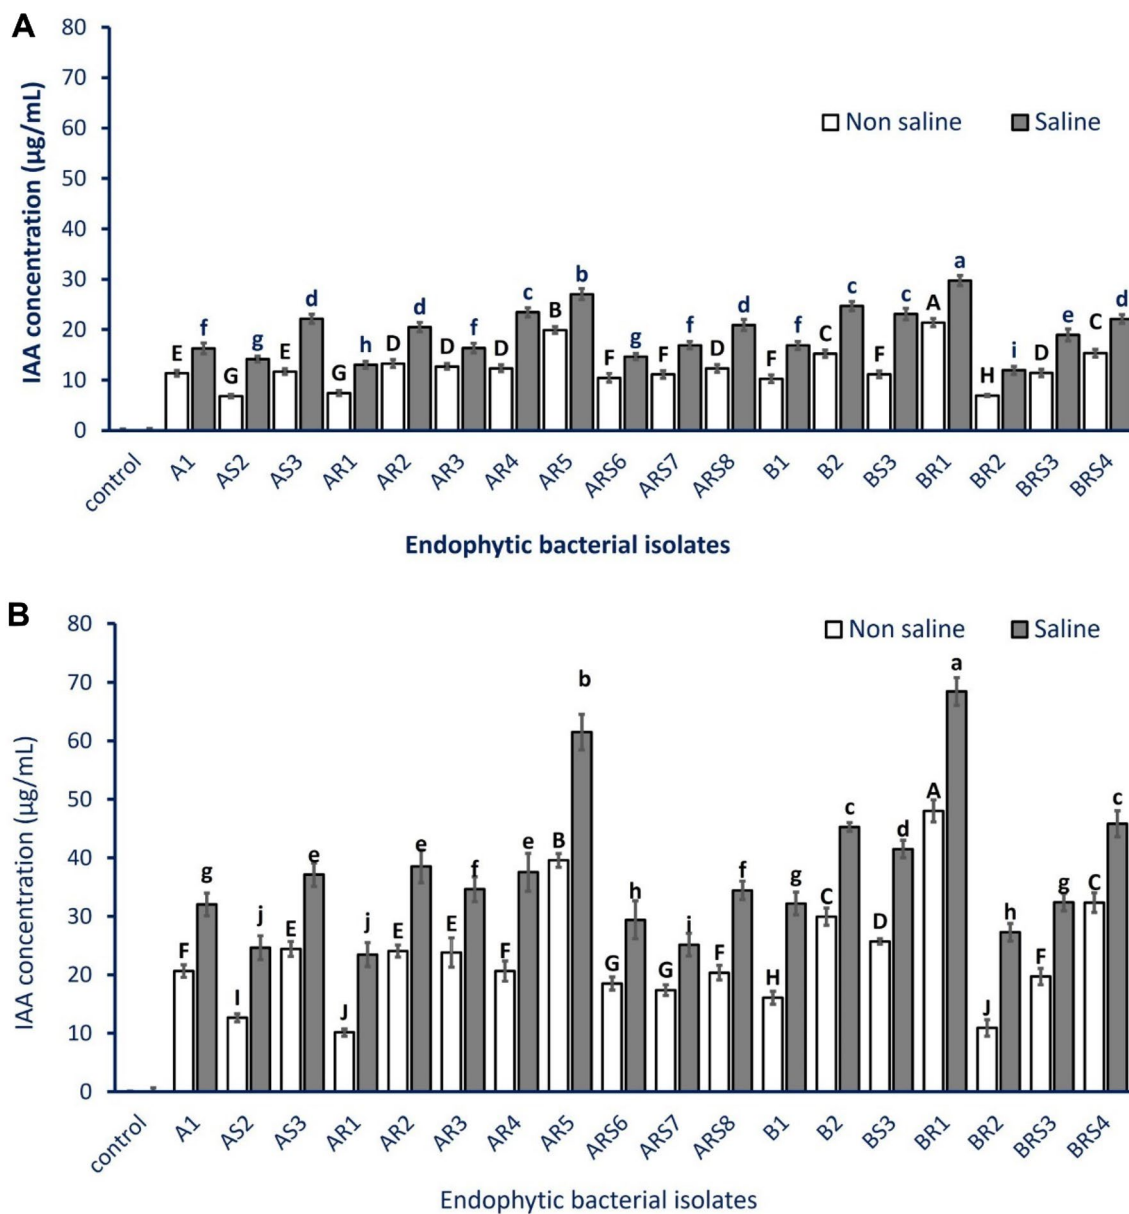 A
IAA concentration (µg/mL)
80
70
60
50
40
30
20
10
0
Non saline
Saline
E f G g E d G h D d D f D c B b F g F f D d F f C c F c A a H i D e C d
control A1 AS2 AS3 AR1 AR2 AR3 AR4 AR5 ARS6 ARS7 ARS8 B1 B2 BS3 BR1 BR2 BRS3 BRS4
Endophytic bacterial isolates
B
IAA concentration (µg/mL)
80
70
60
50
40
30
20
10
0
Non saline
Saline
F g I j E e J j E e E f F e B b G h G i F f H g C c D d A a J h F g C c
control A1 AS2 AS3 AR1 AR2 AR3 AR4 AR5 ARS6 ARS7 ARS8 B1 B2 BS3 BR1 BR2 BRS3 BRS4
Endophytic bacterial isolates